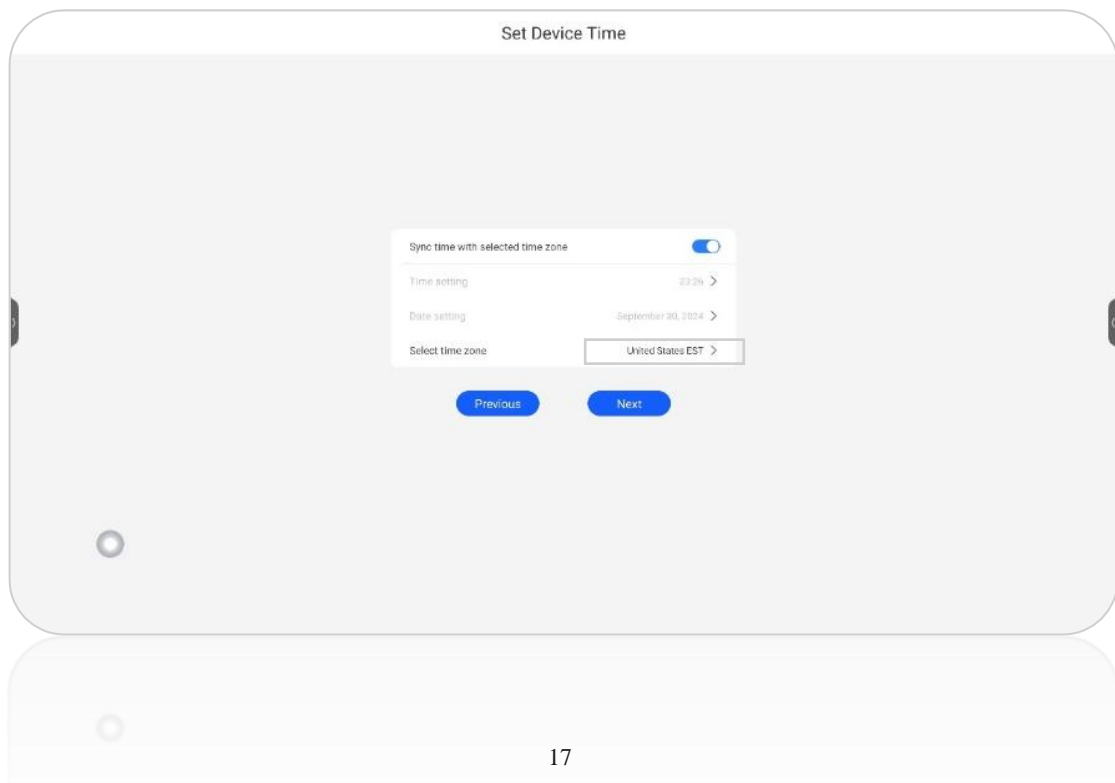 Set Device Time
Sync time with selected time zone
Time setting 23:26 >
Date setting September 30, 2024 >
Select time zone United States EST >
Previous Next
17